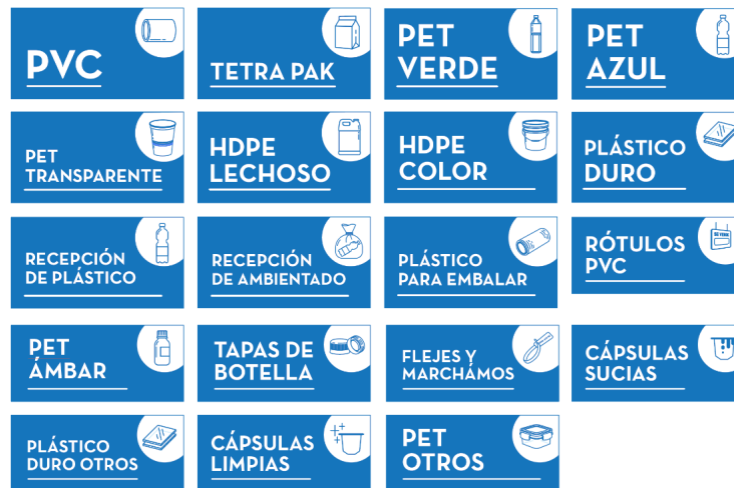 PVC
TETRA PAK
PET
VERDE
PET
AZUL
PET
TRANSPARENTE
HDPE
LECHOSO
HDPE
COLOR
PLÁSTICO
DURO
RECEPCIÓN
DE PLÁSTICO
RECEPCIÓN
DE AMBIENTADO
PLÁSTICO
PARA EMBALAR
RÓTULOS
PVC
PET
ÁMBAR
TAPAS DE
BOTELLA
FLEJES Y
MARCHÁMOS
CÁPSULAS
SUCIAS
PLÁSTICO
DURO OTROS
CÁPSULAS
LIMPIAS
PET
OTROS